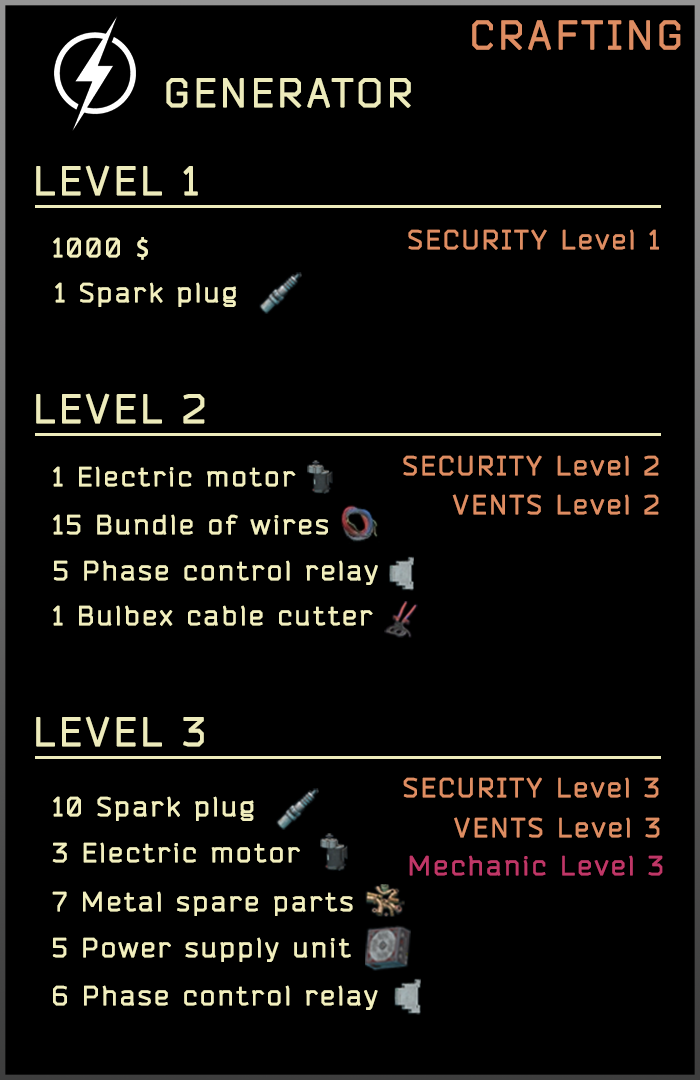 CRAFTING
GENERATOR
LEVEL 1
1000 $
SECURITY Level 1
1 Spark plug
LEVEL 2
1 Electric motor
SECURITY Level 2
VENTS Level 2
15 Bundle of wires
5 Phase control relay
1 Bulbex cable cutter
LEVEL 3
10 Spark plug
SECURITY Level 3
VENTS Level 3
3 Electric motor
Mechanic Level 3
7 Metal spare parts
5 Power supply unit
6 Phase control relay